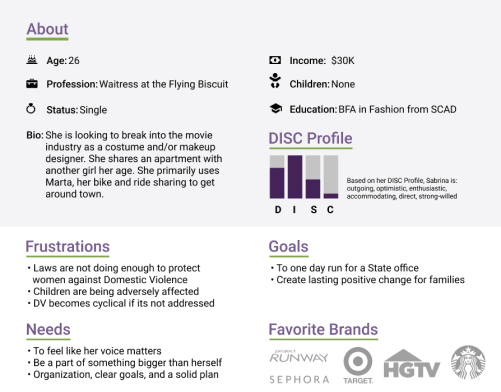 About
Age: 26
Profession: Waitress at the Flying Biscuit
Status: Single
Bio: She is looking to break into the movie
industry as a costume and/or makeup
designer. She shares an apartment with
another girl her age. She primarily uses
Marta, her bike and ride sharing to get
around town.
Income: $30K
Children: None
Education: BFA in Fashion from SCAD
DISC Profile
D I S C
Based on her DISC Profile, Sabrina is:
outgoing, optimistic, enthusiastic,
accommodating, direct, strong-willed
Frustrations
• Laws are not doing enough to protect
women against Domestic Violence
• Children are being adversely affected
• DV becomes cyclical if its not addressed
Goals
• To one day run for a State office
• Create lasting positive change for families
Needs
• To feel like her voice matters
• Be a part of something bigger than herself
• Organization, clear goals, and a solid plan
Favorite Brands
RUNWAY
HGTV
SEPHORA
TARGET.